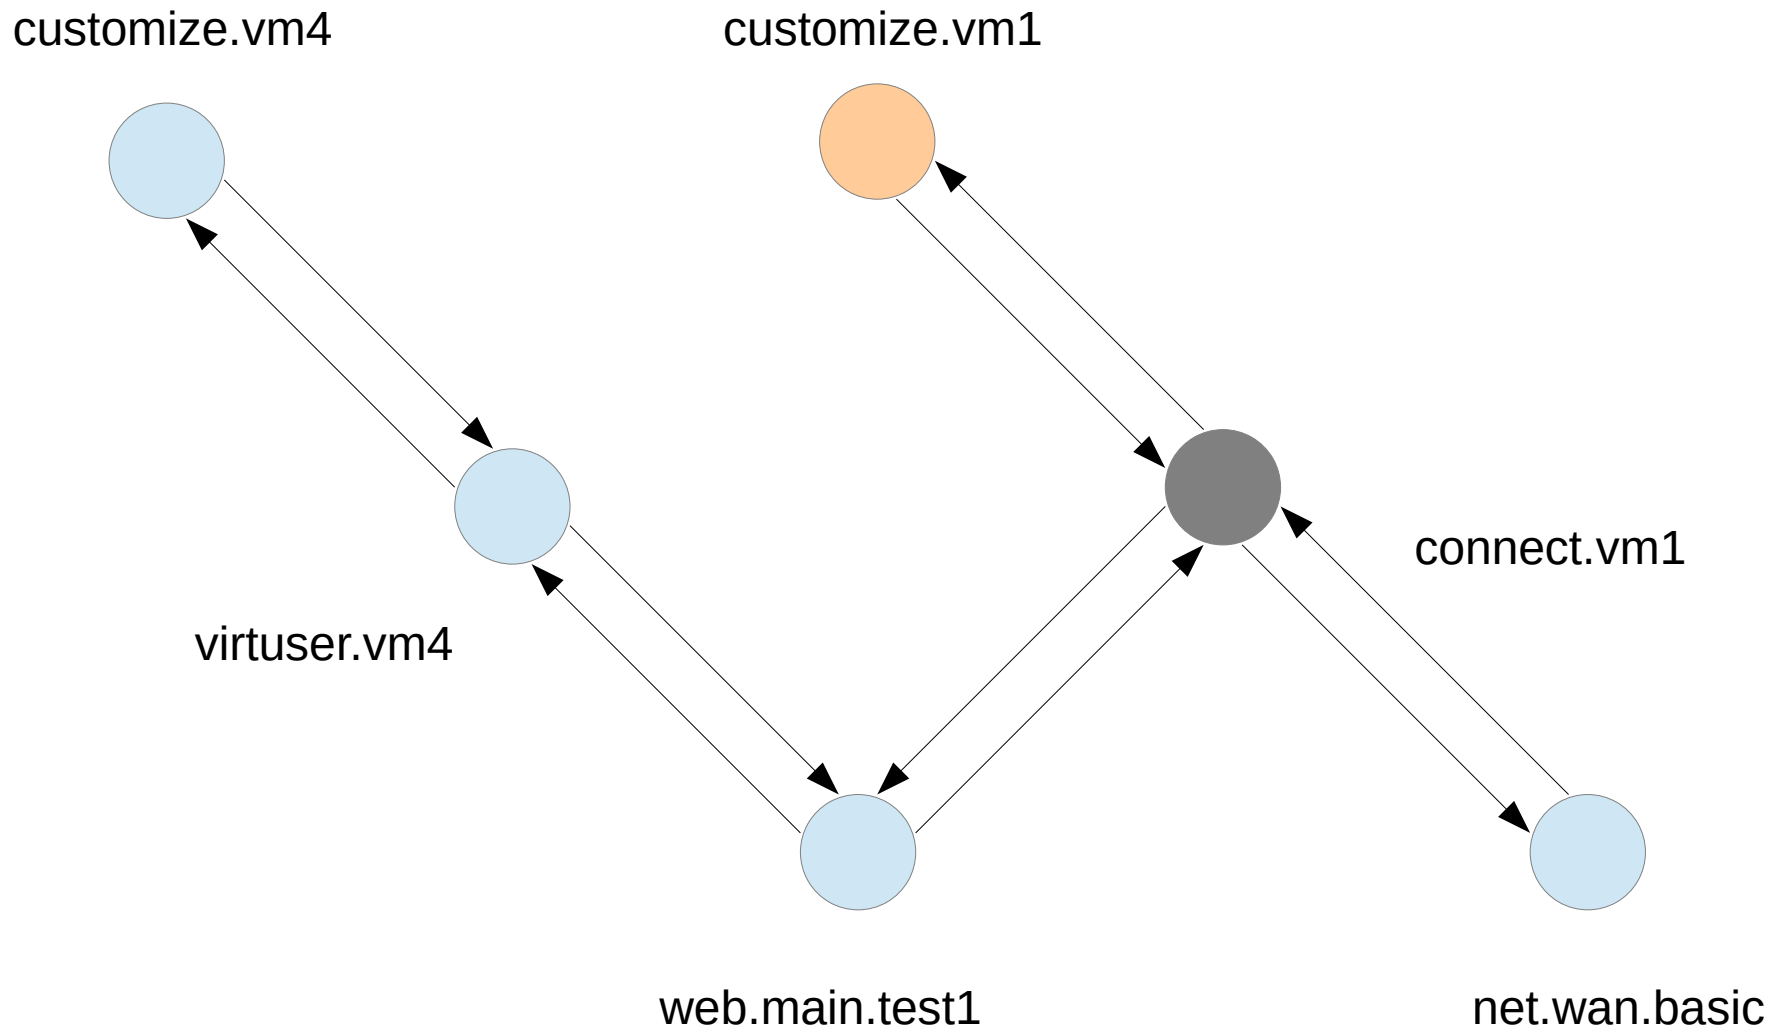 customize.vm4
customize.vm1
connect.vm1
virtuser.vm4
web.main.test1
net.wan.basic